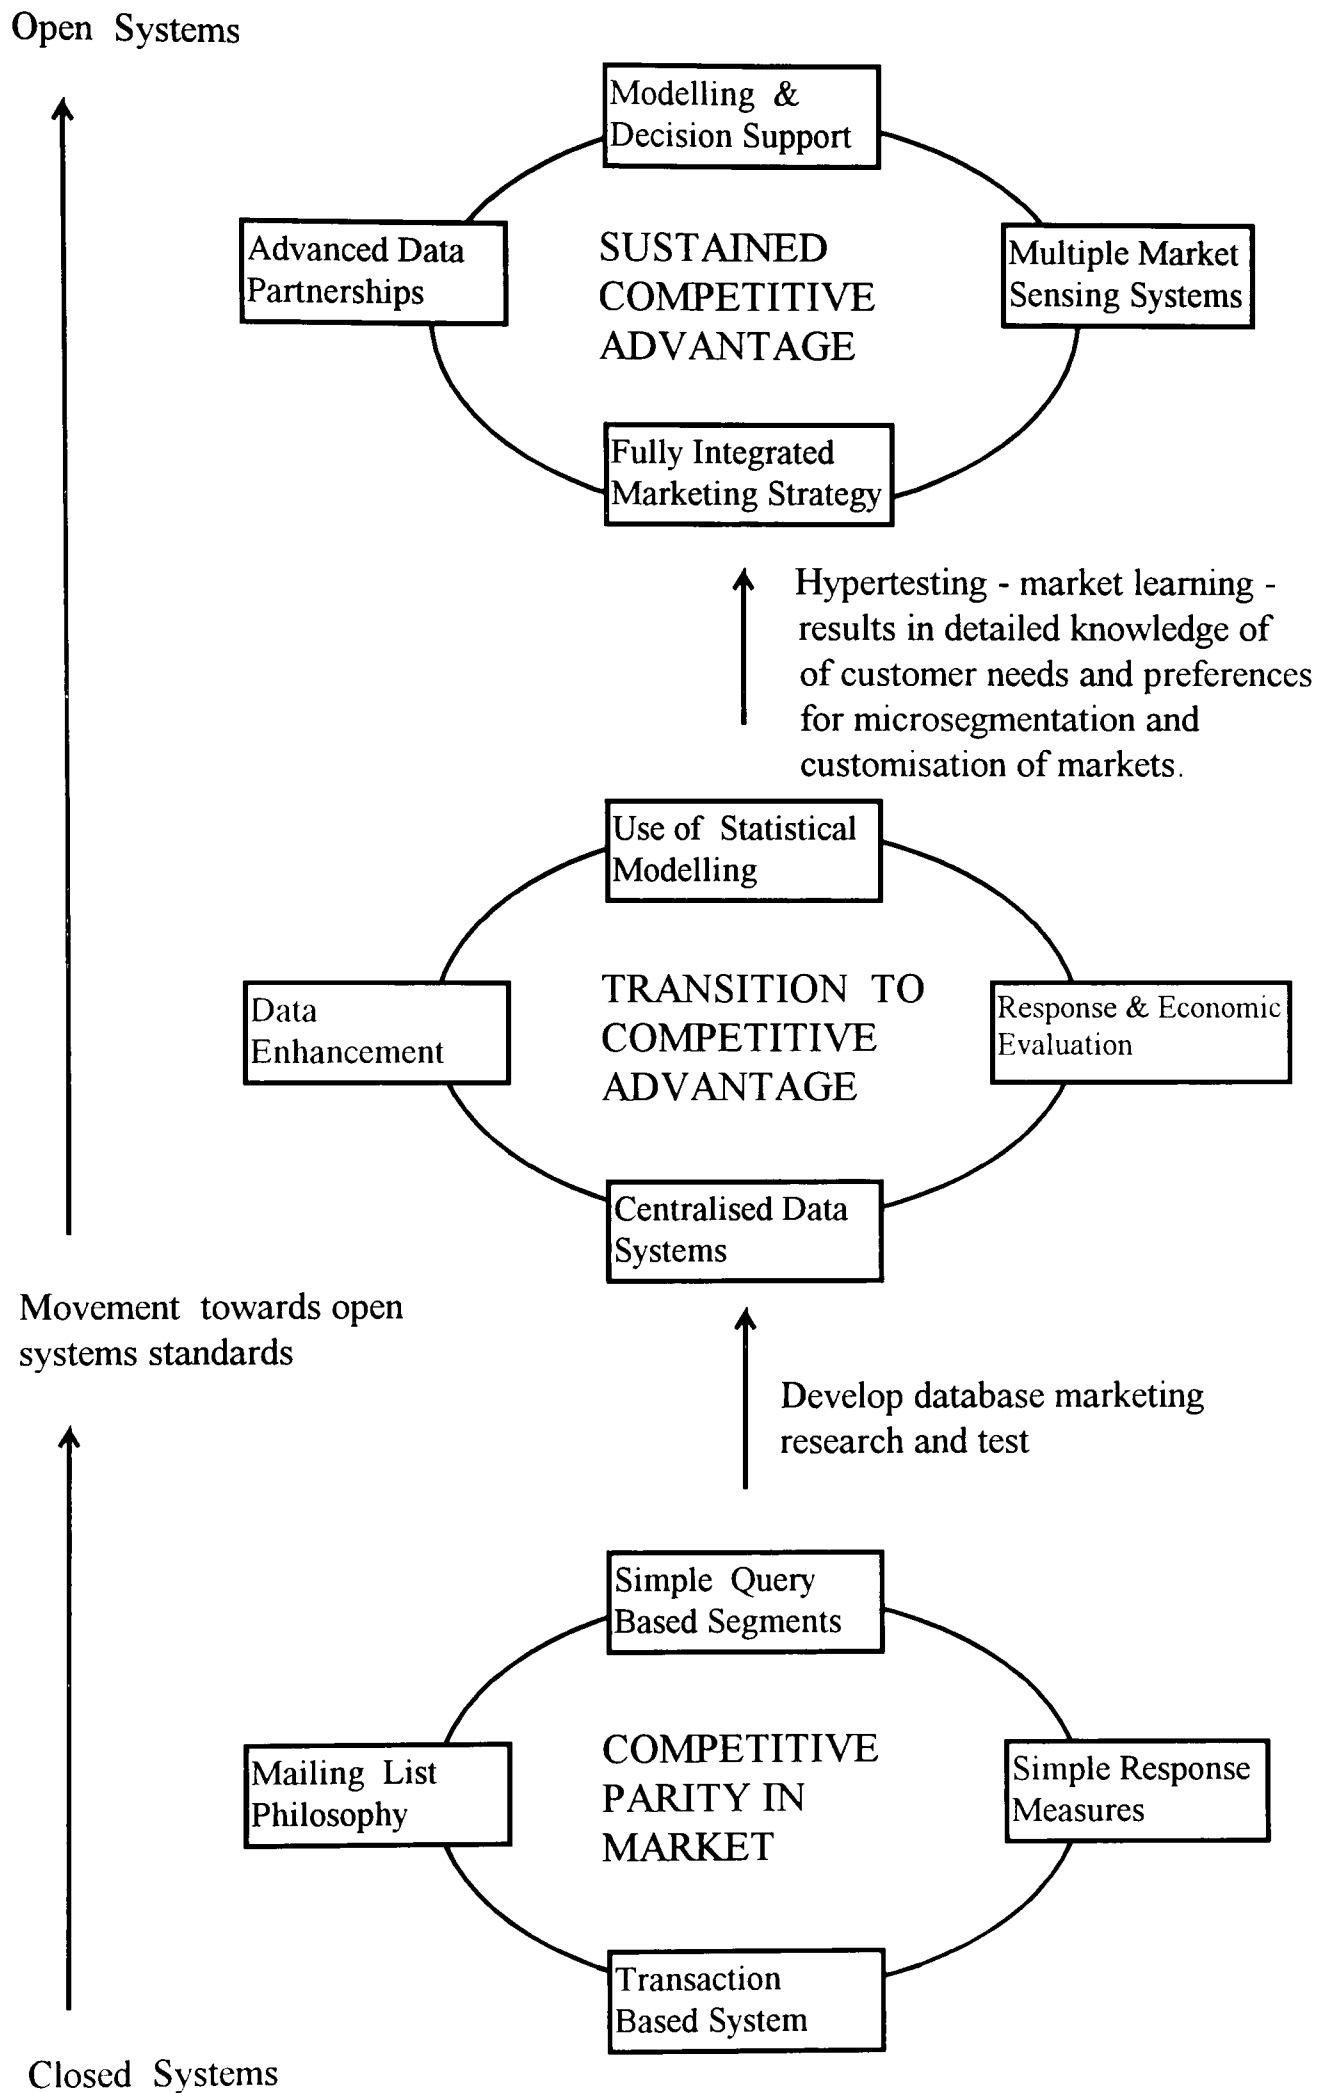 Open Systems
Modelling &
Decision Support
Advanced Data
Partnerships
SUSTAINED
COMPETITIVE
ADVANTAGE
Multiple Market
Sensing Systems
Fully Integrated
Marketing Strategy
Hypertesting - market learning -
results in detailed knowledge of
of customer needs and preferences
for microsegmentation and
customisation of markets.
Use of Statistical
Modelling
Data
Enhancement
TRANSITION TO
COMPETITIVE
ADVANTAGE
Response & Economic
Evaluation
Centralised Data
Systems
Movement towards open
systems standards
Develop database marketing
research and test
Simple Query
Based Segments
Mailing List
Philosophy
COMPETITIVE
PARITY IN
MARKET
Simple Response
Measures
Transaction
Based System
Closed Systems